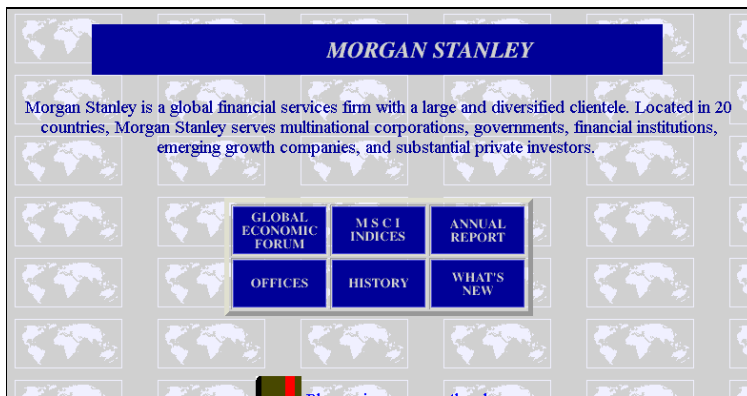 MORGAN STANLEY
Morgan Stanley is a global financial services firm with a large and diversified clientele. Located in 20
countries, Morgan Stanley serves multinational corporations, governments, financial institutions,
emerging growth companies, and substantial private investors.
GLOBAL
ECONOMIC
FORUM
M S C I
INDICES
ANNUAL
REPORT
OFFICES
HISTORY
WHAT'S
NEW